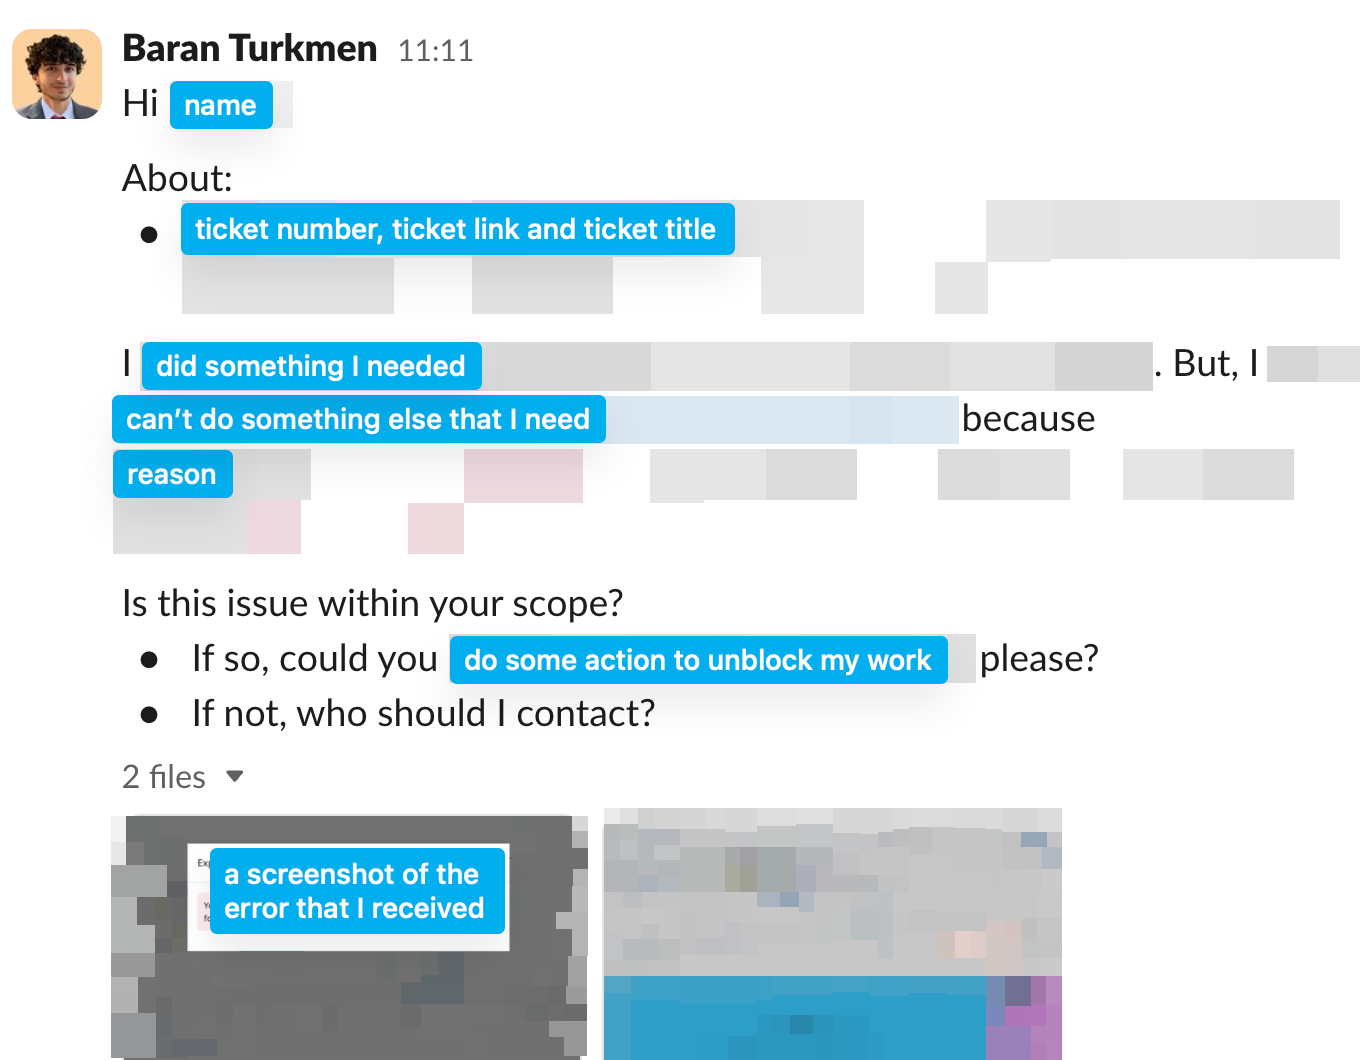 Baran Turkmen 11:11
Hi name
About:
● ticket number, ticket link and ticket title
I did something I needed . But, I
can't do something else that I need because
reason
Is this issue within your scope?
● If so, could you do some action to unblock my work please?
● If not, who should I contact?
2 files
a screenshot of the
error that I received